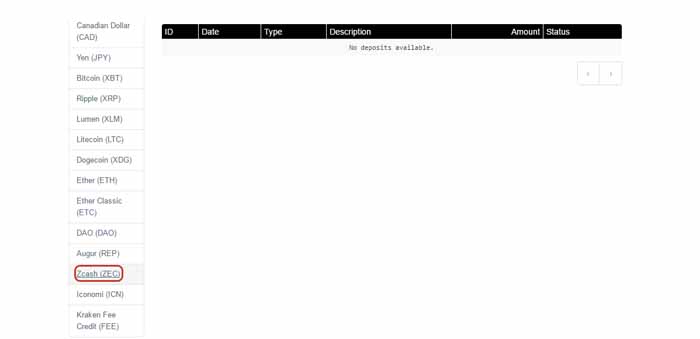 Canadian Dollar
(CAD)
Yen (JPY)
Bitcoin (XBT)
Ripple (XRP)
Lumen (XLM)
Litecoin (LTC)
Dogecoin (XDG)
Ether (ETH)
Ether Classic
(ETC)
DAO (DAO)
Augur (REP)
Zcash (ZEC)
Iconomi (ICN)
Kraken Fee
Credit (FEE)
ID Date Type Description Amount Status
No deposits available.
‹ ›